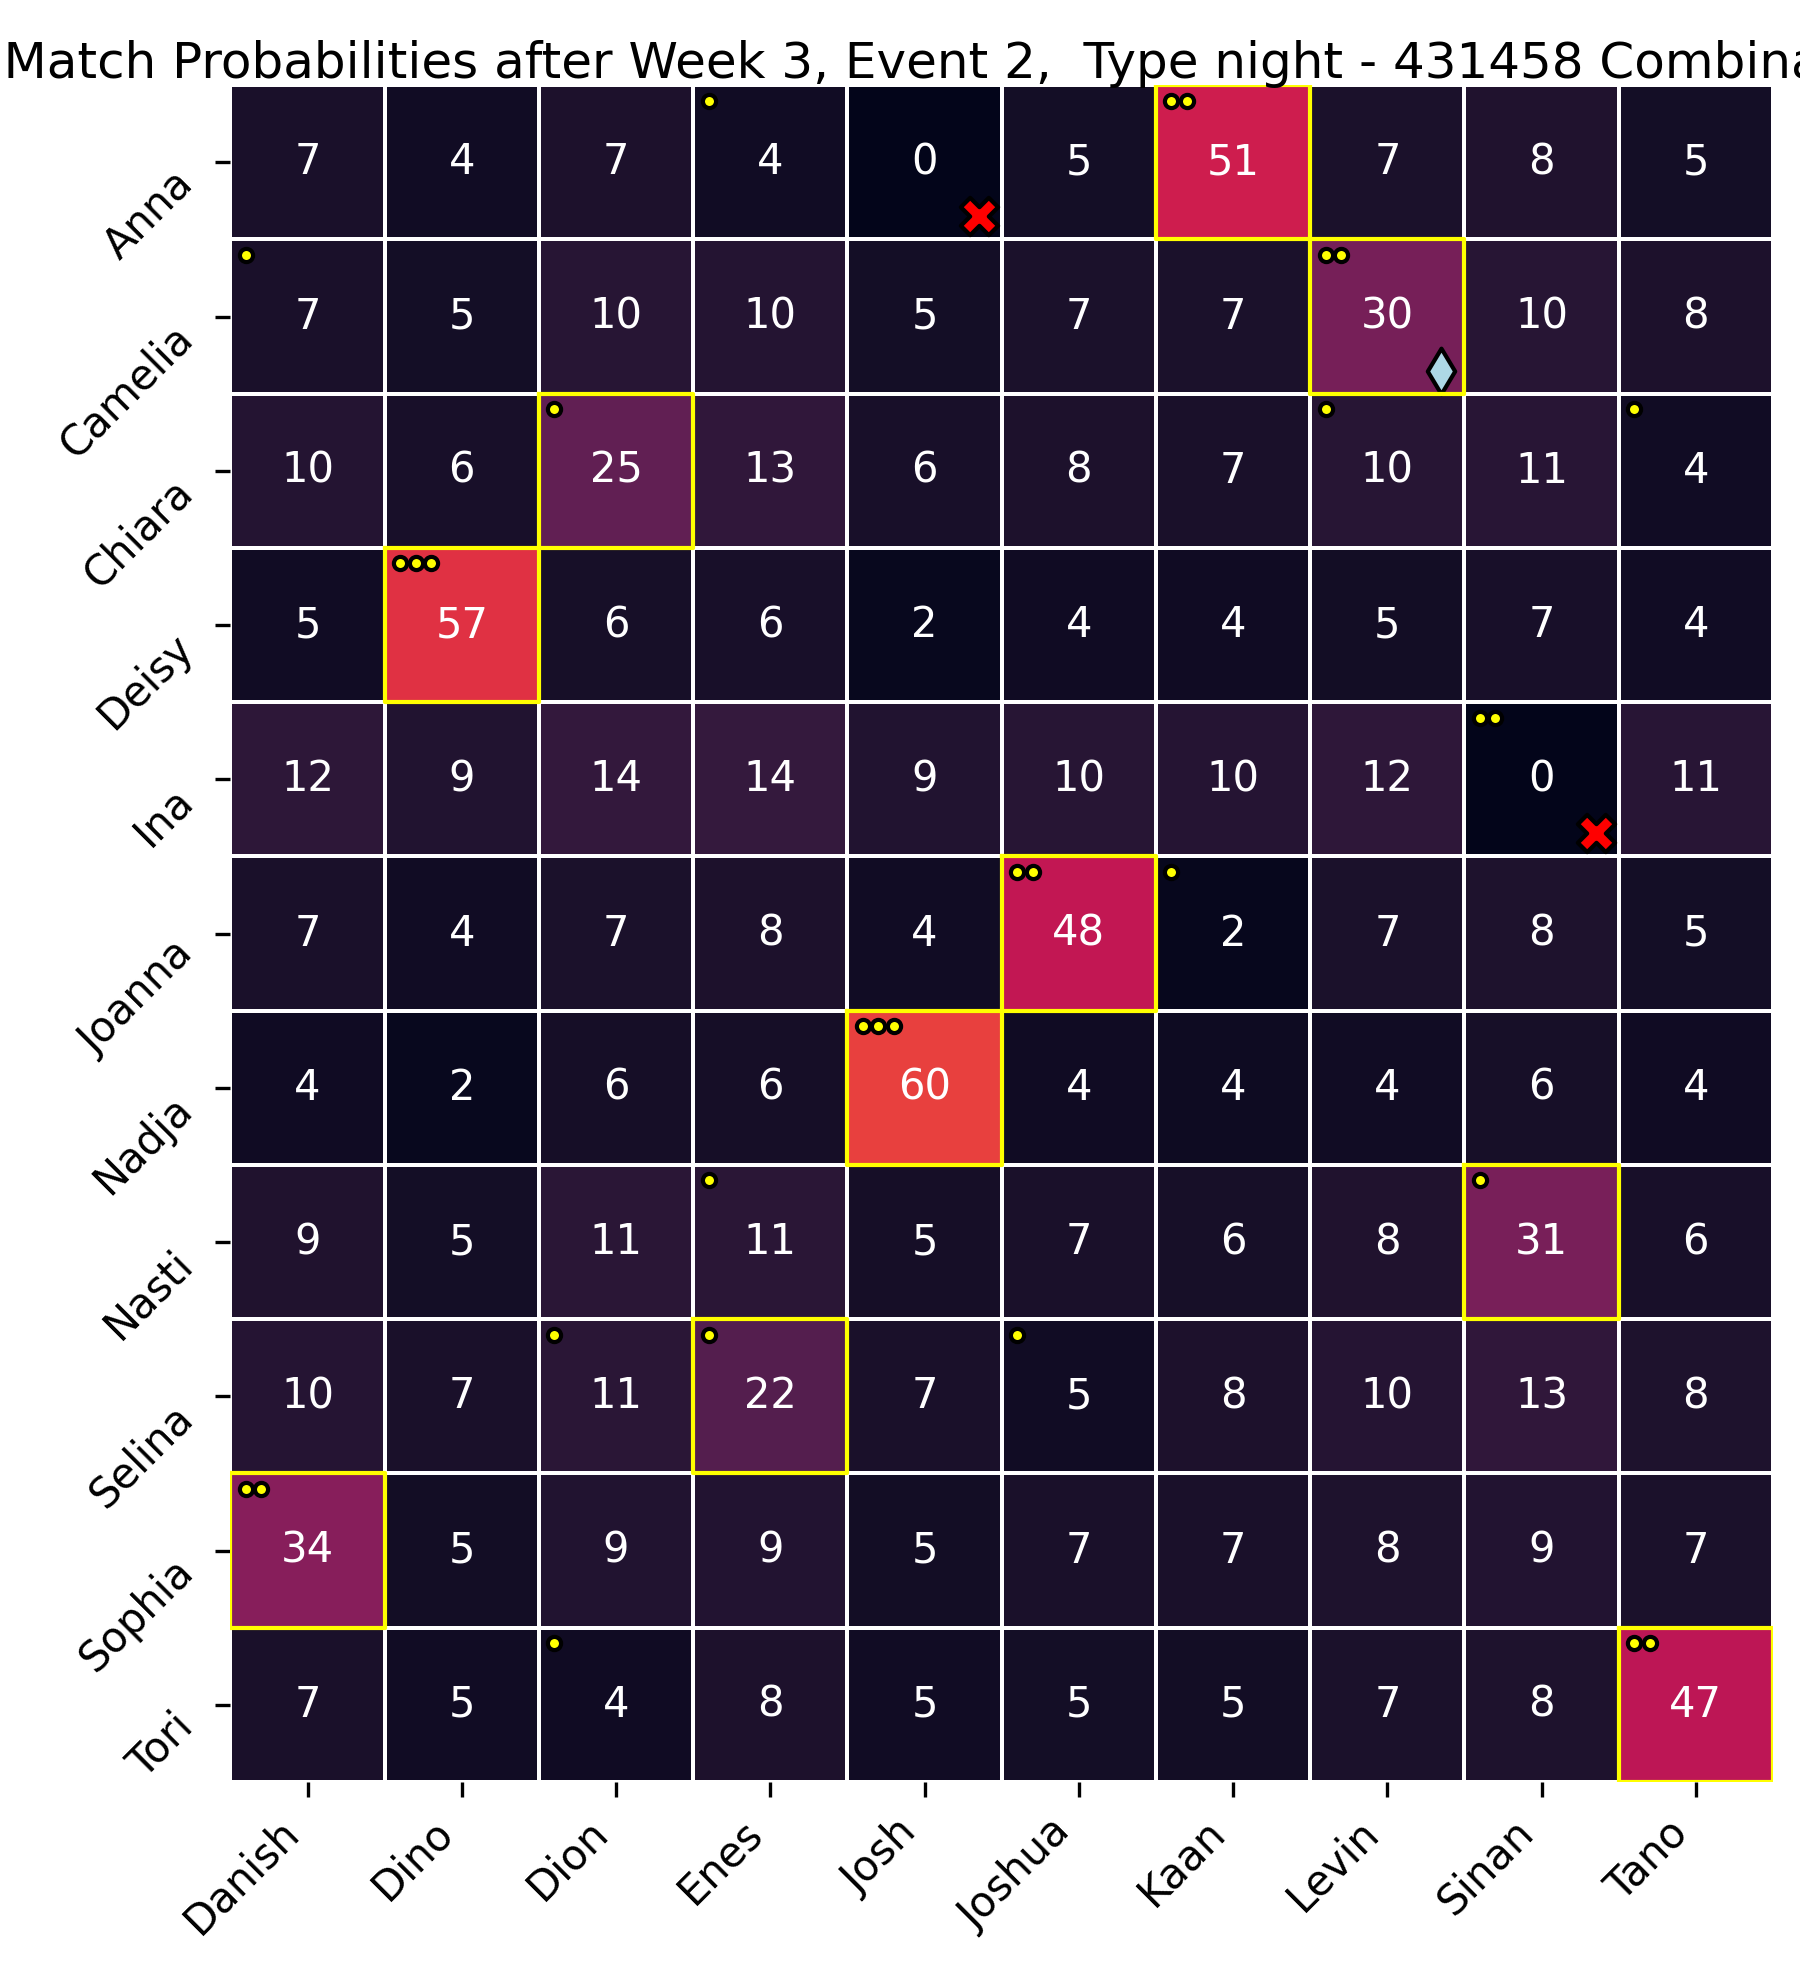 Match Probabilities after Week 3, Event 2, Type night - 431458 Combina
Anna 7 4 7 4 0 5 51 7 8 5
Camelia 7 5 10 10 5 7 7 30 10 8
Chiara 10 6 25 13 6 8 7 10 11 4
Deisy 5 57 6 6 2 4 4 5 7 4
Ina 12 9 14 14 9 10 10 12 0 11
Joanna 7 4 7 8 4 48 2 7 8 5
Nadja 4 2 6 6 60 4 4 4 6 4
Nasti 9 5 11 11 5 7 6 8 31 6
Selina 10 7 11 22 7 5 8 10 13 8
Sophia 34 5 9 9 5 7 7 8 9 7
Tori 7 5 4 8 5 5 5 7 8 47
Danish Dino Dion Enes Josh Joshua Kaan Levin Sinan Tano